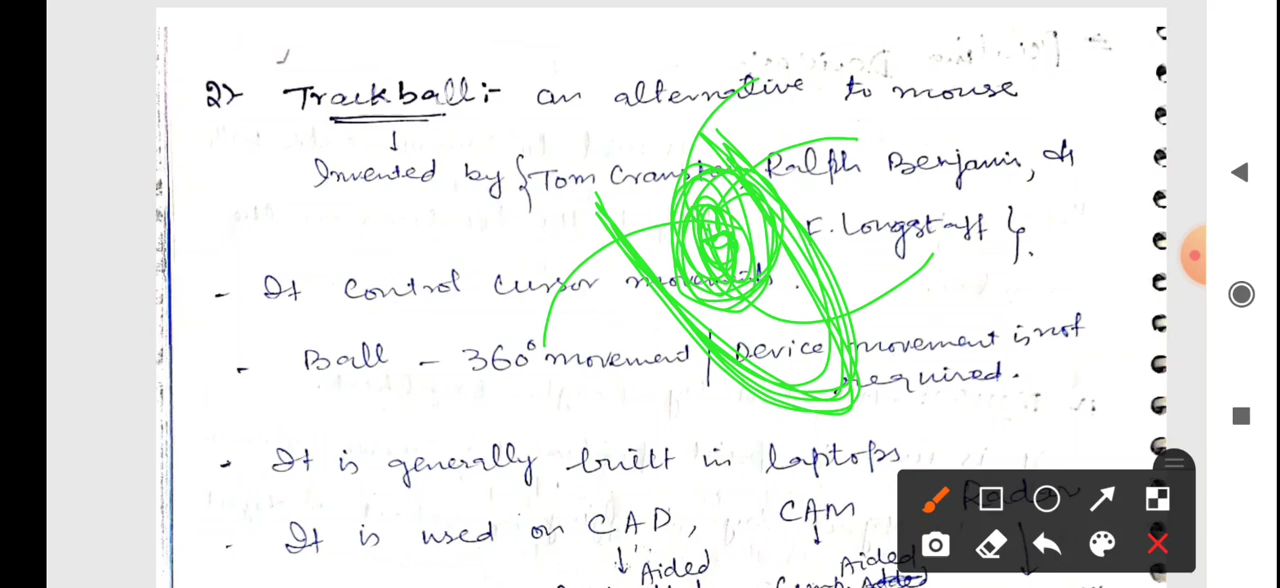 2> Trackball :- an alternative to mouse
Invented by { Tom Cranston, Ralph Benjamin, &
F. Longstaff }.
- It control cursor movements.
- Ball - 360° movement | Device movement is not
required.
- It is generally built in laptops
- It is used on CAD, CAM Radar
Aided Aided